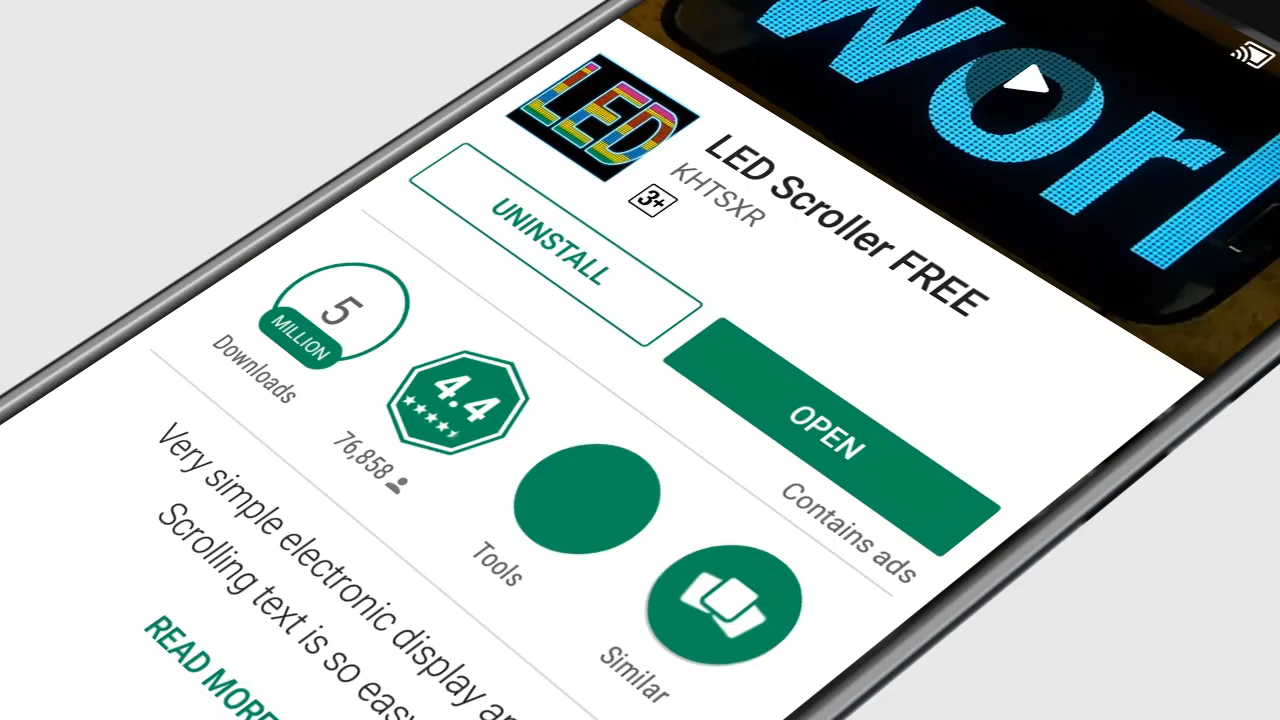 worl
LED
LED Scroller FREE
KHTSXR
3+
UNINSTALL
OPEN
Contains ads
5
MILLION
Downloads
4.4
76,858
Tools
Similar
Very simple electronic display
Scrolling text is so easy
READ MORE